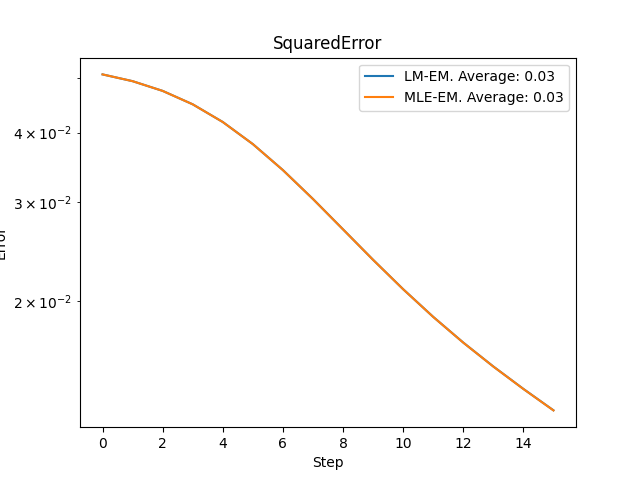 SquaredError
LM-EM. Average: 0.03
MLE-EM. Average: 0.03
4 × 10⁻²
3 × 10⁻²
2 × 10⁻²
Error
0 2 4 6 8 10 12 14
Step